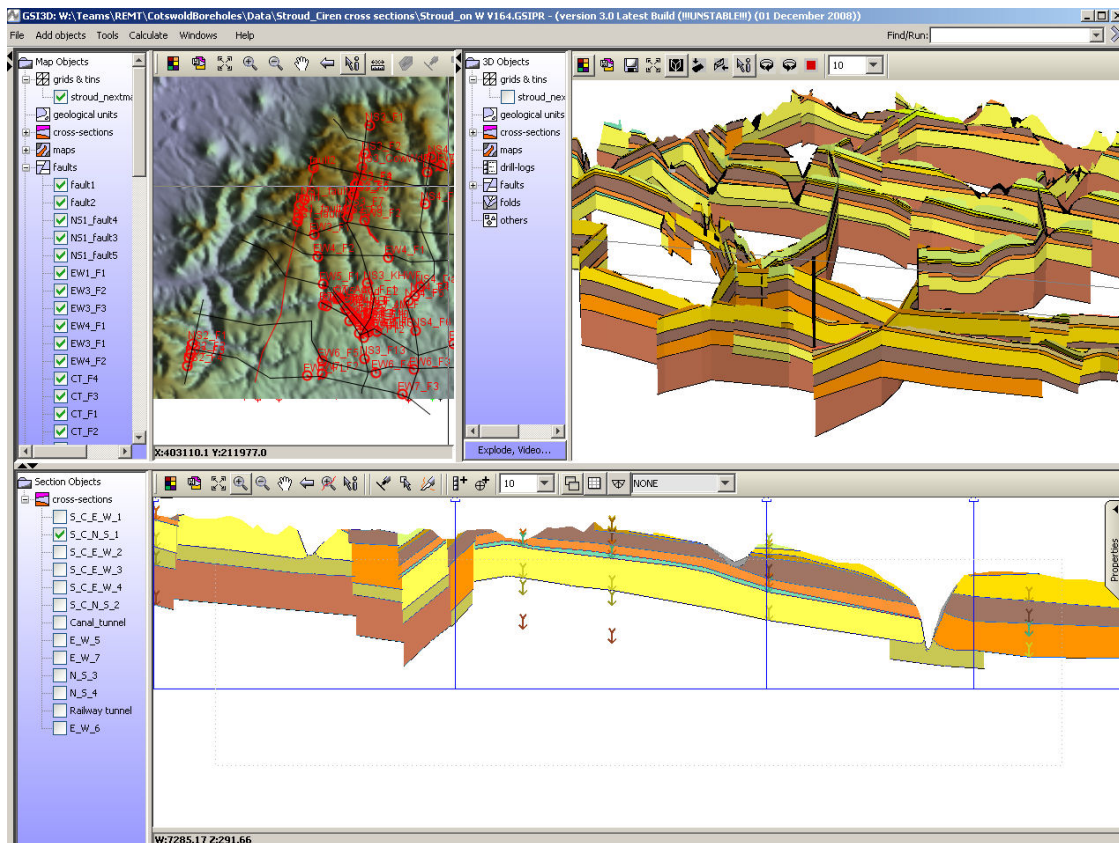 GSI3D: W:\Teams\REMT\CotswoldBoreholes\Data\Stroud_Ciren cross sections\Stroud_on W V164.GSIPR - (version 3.0 Latest Build (!!!UNSTABLE!!!) (01 December 2008))
File Add objects Tools Calculate Windows Help
Find/Run:
Map Objects
grids & tins
stroud_nextma
geological units
cross-sections
maps
faults
fault1
fault2
NS1_fault4
NS1_fault3
NS1_fault5
EW1_F1
EW3_F2
EW3_F3
EW4_F1
EW3_F1
EW4_F2
CT_F4
CT_F3
CT_F1
CT_F2
EW6_F3
EW7_F3
X:403110.1 Y:211977.0
3D Objects
grids & tins
stroud_nex
geological units
cross-sections
maps
drill-logs
faults
folds
others
Explode, Video...
10
Section Objects
cross-sections
S_C_E_W_1
S_C_N_S_1
S_C_E_W_2
S_C_E_W_3
S_C_E_W_4
S_C_N_S_2
Canal_tunnel
E_W_5
E_W_7
N_S_3
N_S_4
Railway tunnel
E_W_6
10
NONE
Properties
W:7285.17 Z:291.66